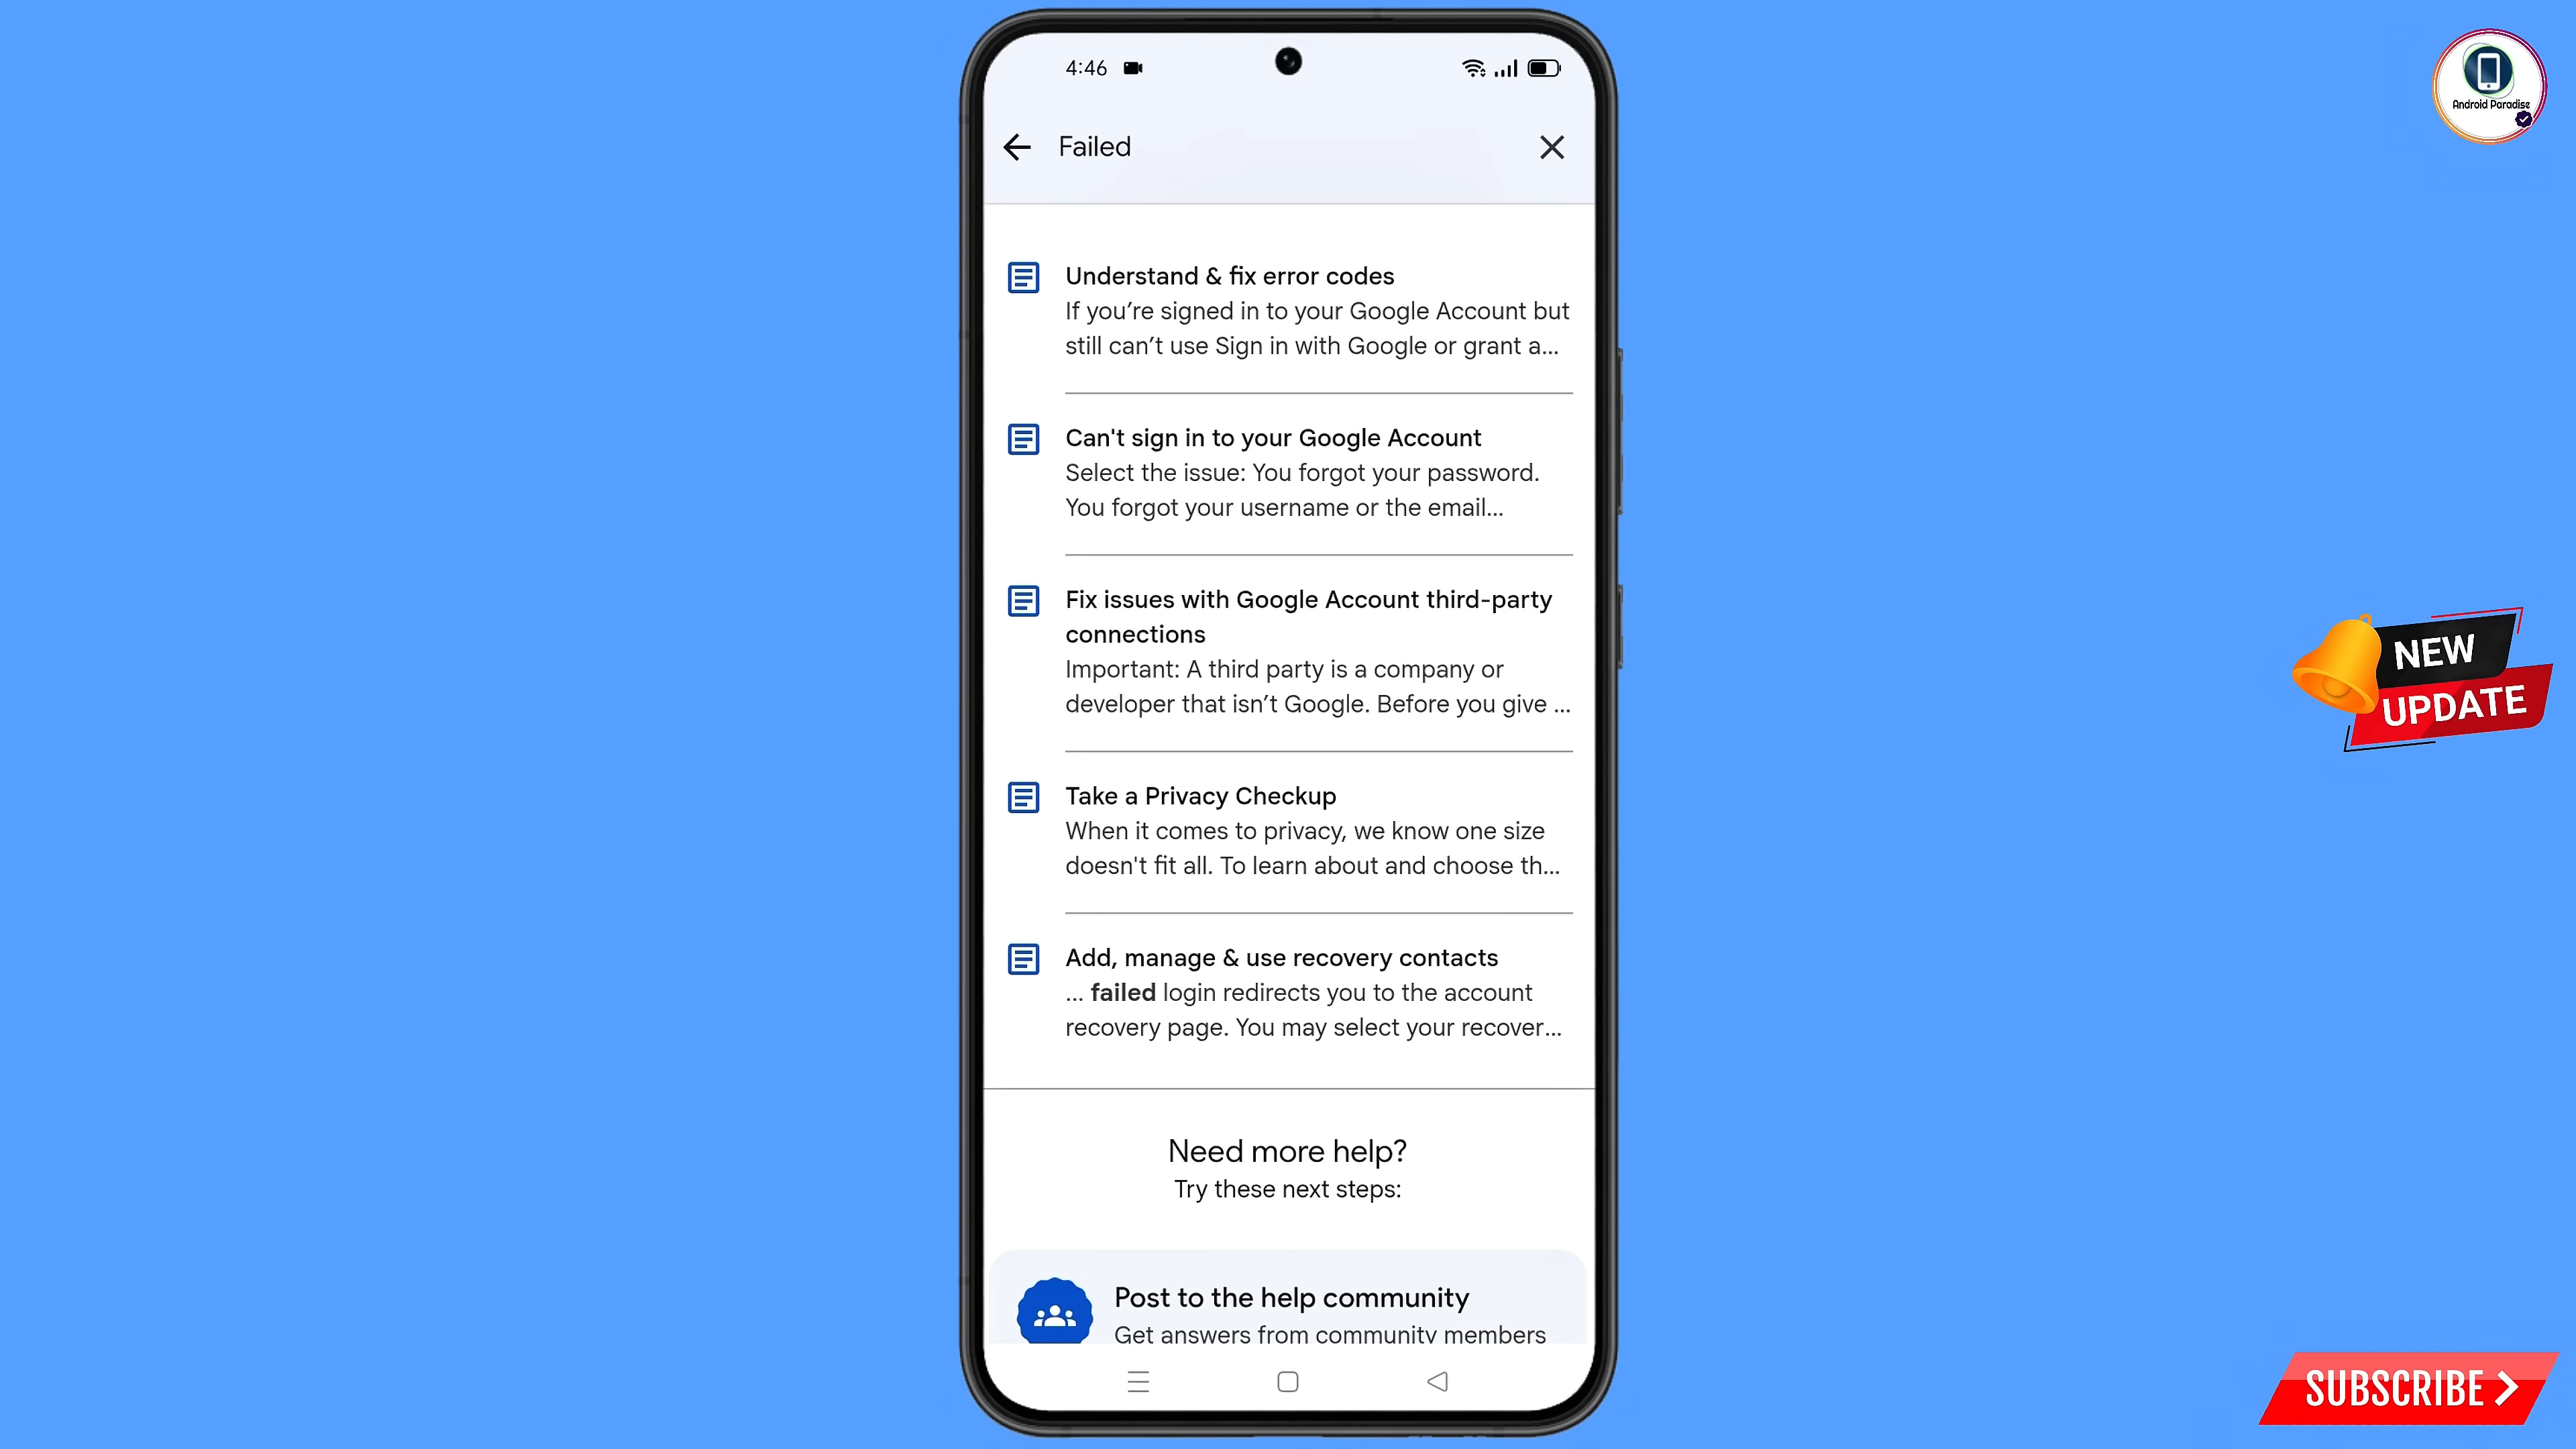 4:46
Android Paradise
Failed
Understand & fix error codes
If you’re signed in to your Google Account but
still can’t use Sign in with Google or grant a...
Can't sign in to your Google Account
Select the issue: You forgot your password.
You forgot your username or the email...
Fix issues with Google Account third-party
connections
Important: A third party is a company or
developer that isn’t Google. Before you give ...
NEW
UPDATE
Take a Privacy Checkup
When it comes to privacy, we know one size
doesn't fit all. To learn about and choose th...
Add, manage & use recovery contacts
... failed login redirects you to the account
recovery page. You may select your recover...
Need more help?
Try these next steps:
Post to the help community
Get answers from community members
SUBSCRIBE